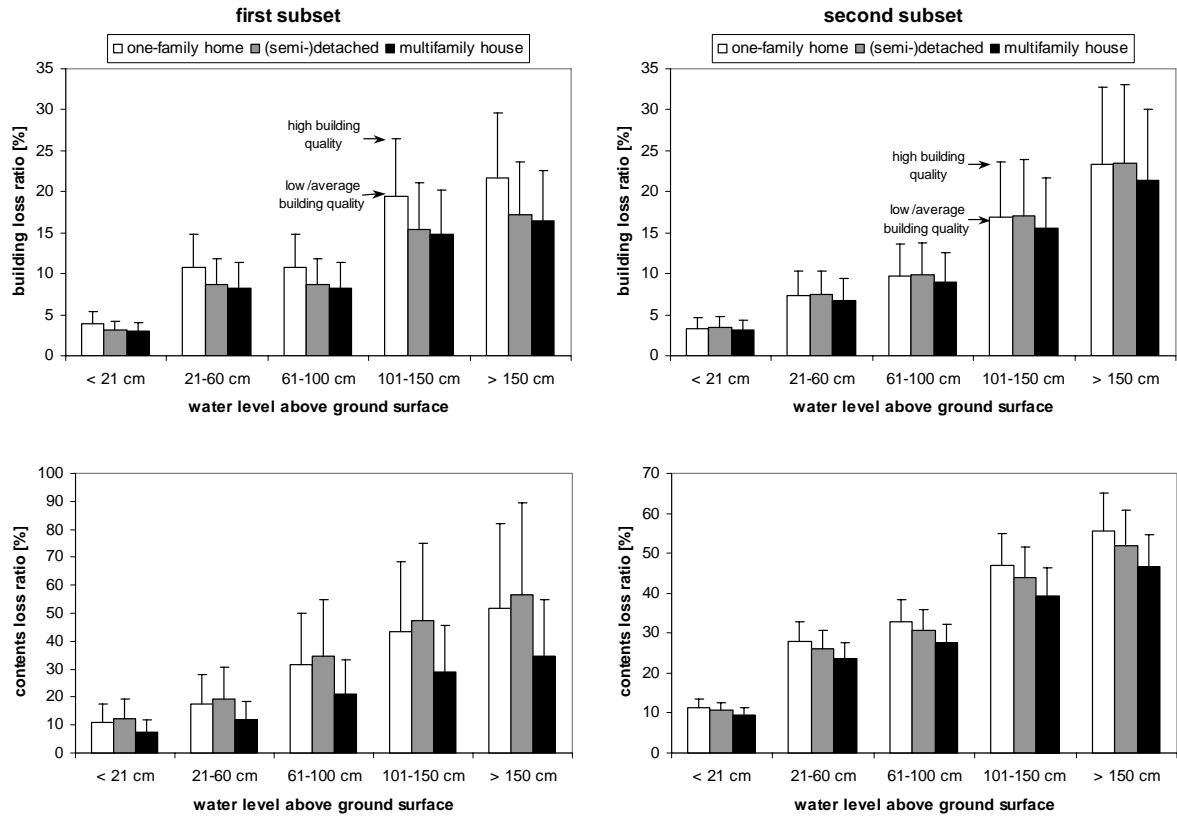 first subset
one-family home (semi-)detached multifamily house
building loss ratio [%]
35
30
25
20
15
10
5
0
high building
quality
low/average
building quality
< 21 cm 21-60 cm 61-100 cm 101-150 cm > 150 cm
water level above ground surface
second subset
one-family home (semi-)detached multifamily house
building loss ratio [%]
35
30
25
20
15
10
5
0
high building
quality
low/average
building quality
< 21 cm 21-60 cm 61-100 cm 101-150 cm > 150 cm
water level above ground surface
contents loss ratio [%]
100
90
80
70
60
50
40
30
20
10
0
< 21 cm 21-60 cm 61-100 cm 101-150 cm > 150 cm
water level above ground surface
contents loss ratio [%]
70
60
50
40
30
20
10
0
< 21 cm 21-60 cm 61-100 cm 101-150 cm > 150 cm
water level above ground surface